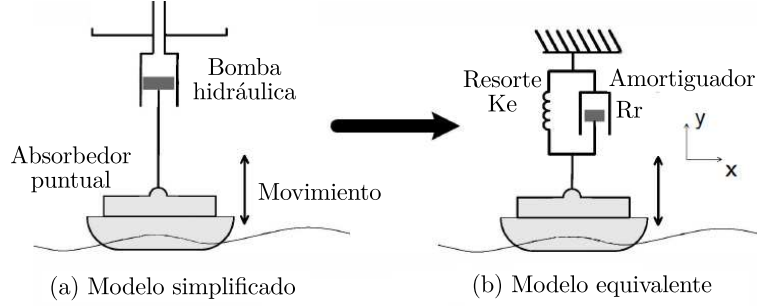 Bomba
hidráulica
Absorbedor
puntual
Movimiento
(a) Modelo simplificado
Resorte
Ke
Amortiguador
Rr
y
x
(b) Modelo equivalente